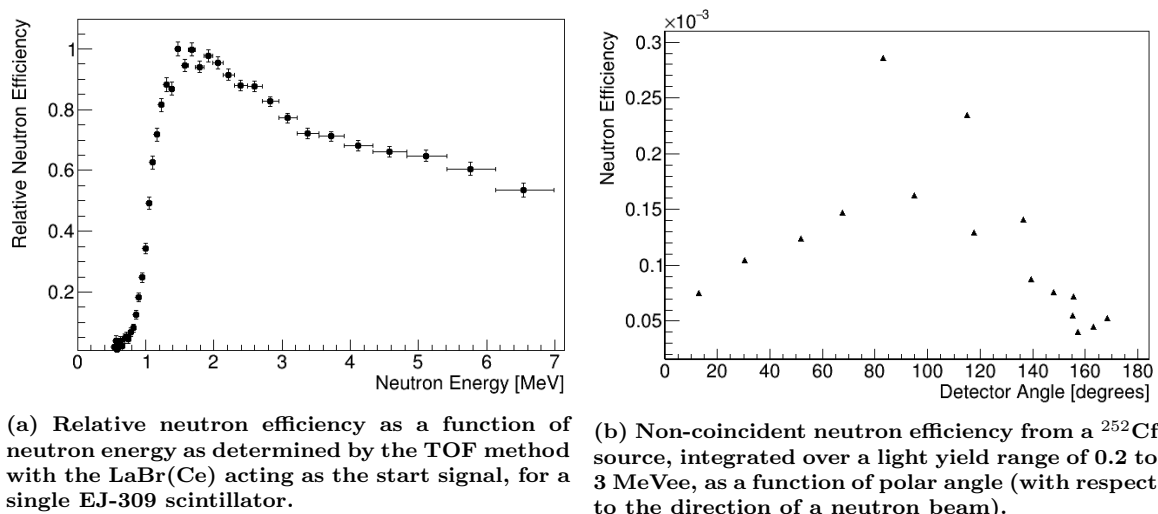 Relative Neutron Efficiency
1
0.8
0.6
0.4
0.2
0 1 2 3 4 5 6 7
Neutron Energy [MeV]
(a) Relative neutron efficiency as a function of
neutron energy as determined by the TOF method
with the LaBr(Ce) acting as the start signal, for a
single EJ-309 scintillator.
×10⁻³
Neutron Efficiency
0.3
0.25
0.2
0.15
0.1
0.05
0 20 40 60 80 100 120 140 160 180
Detector Angle [degrees]
(b) Non-coincident neutron efficiency from a ²⁵²Cf
source, integrated over a light yield range of 0.2 to
3 MeVee, as a function of polar angle (with respect
to the direction of a neutron beam).